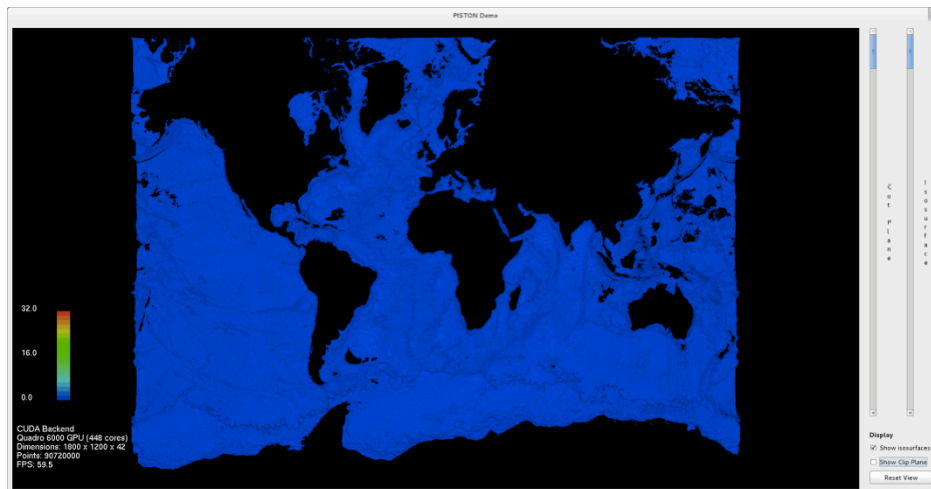 PISTON Demo
32.0
16.0
0.0
CUDA Backend
Quadro 6000 GPU (448 cores)
Dimensions: 1800 x 1200 x 42
Points: 90720000
FPS: 59.5
Cut Plane
Isosurface
Display
Show isosurfaces
Show Clip Plane
Reset View